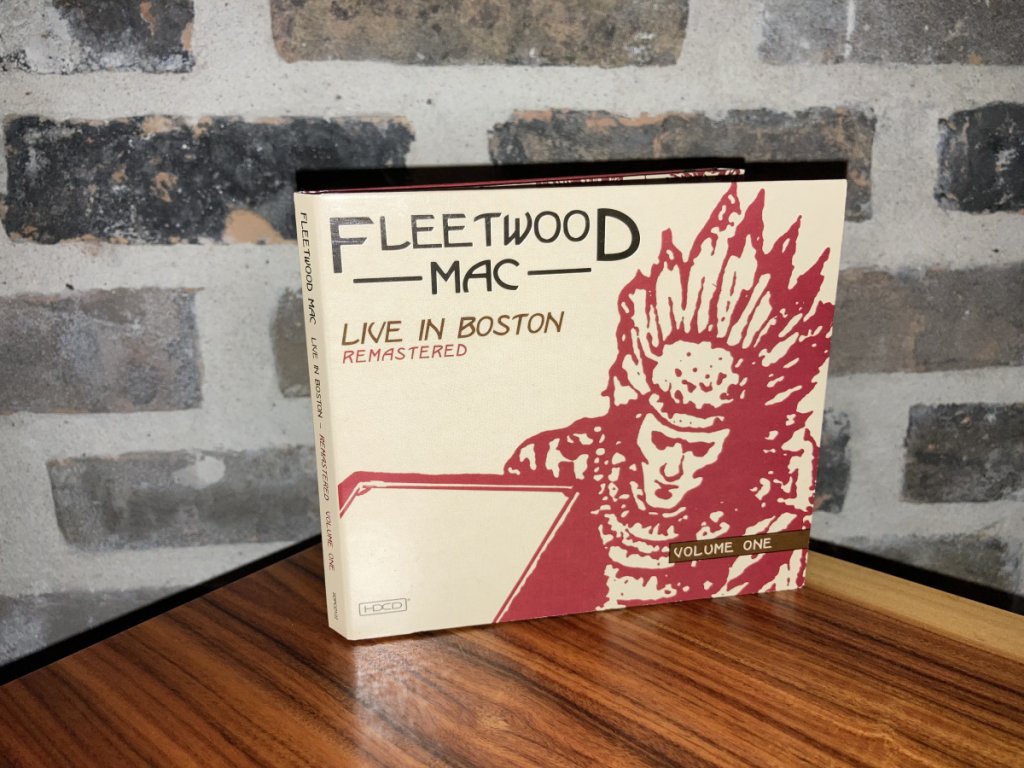 FLEETWOOD
MAC
LIVE IN BOSTON
REMASTERED
VOLUME ONE
HDCD
FLEETWOOD MAC LIVE IN BOSTON - REMASTERED VOLUME ONE